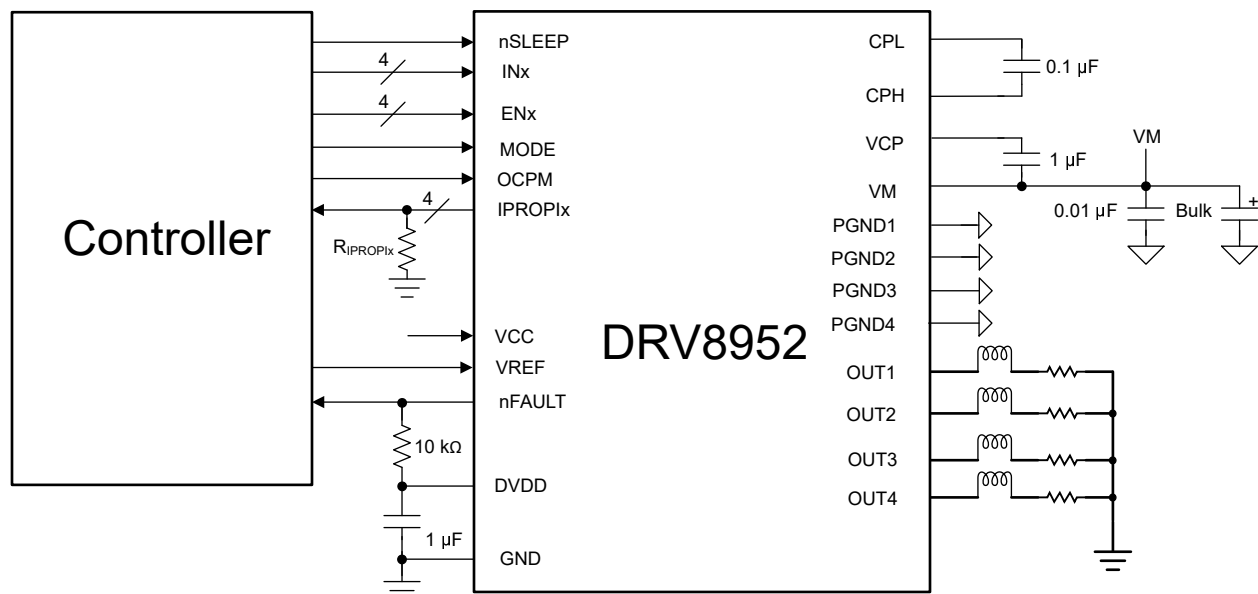 Controller
4
4
4
R_IPROPIx
10 kΩ
1 µF
nSLEEP
INx
ENx
MODE
OCPM
IPROPIx
VCC
VREF
nFAULT
DVDD
GND
DRV8952
CPL
CPH
VCP
VM
PGND1
PGND2
PGND3
PGND4
OUT1
OUT2
OUT3
OUT4
0.1 µF
1 µF
VM
0.01 µF
Bulk
+